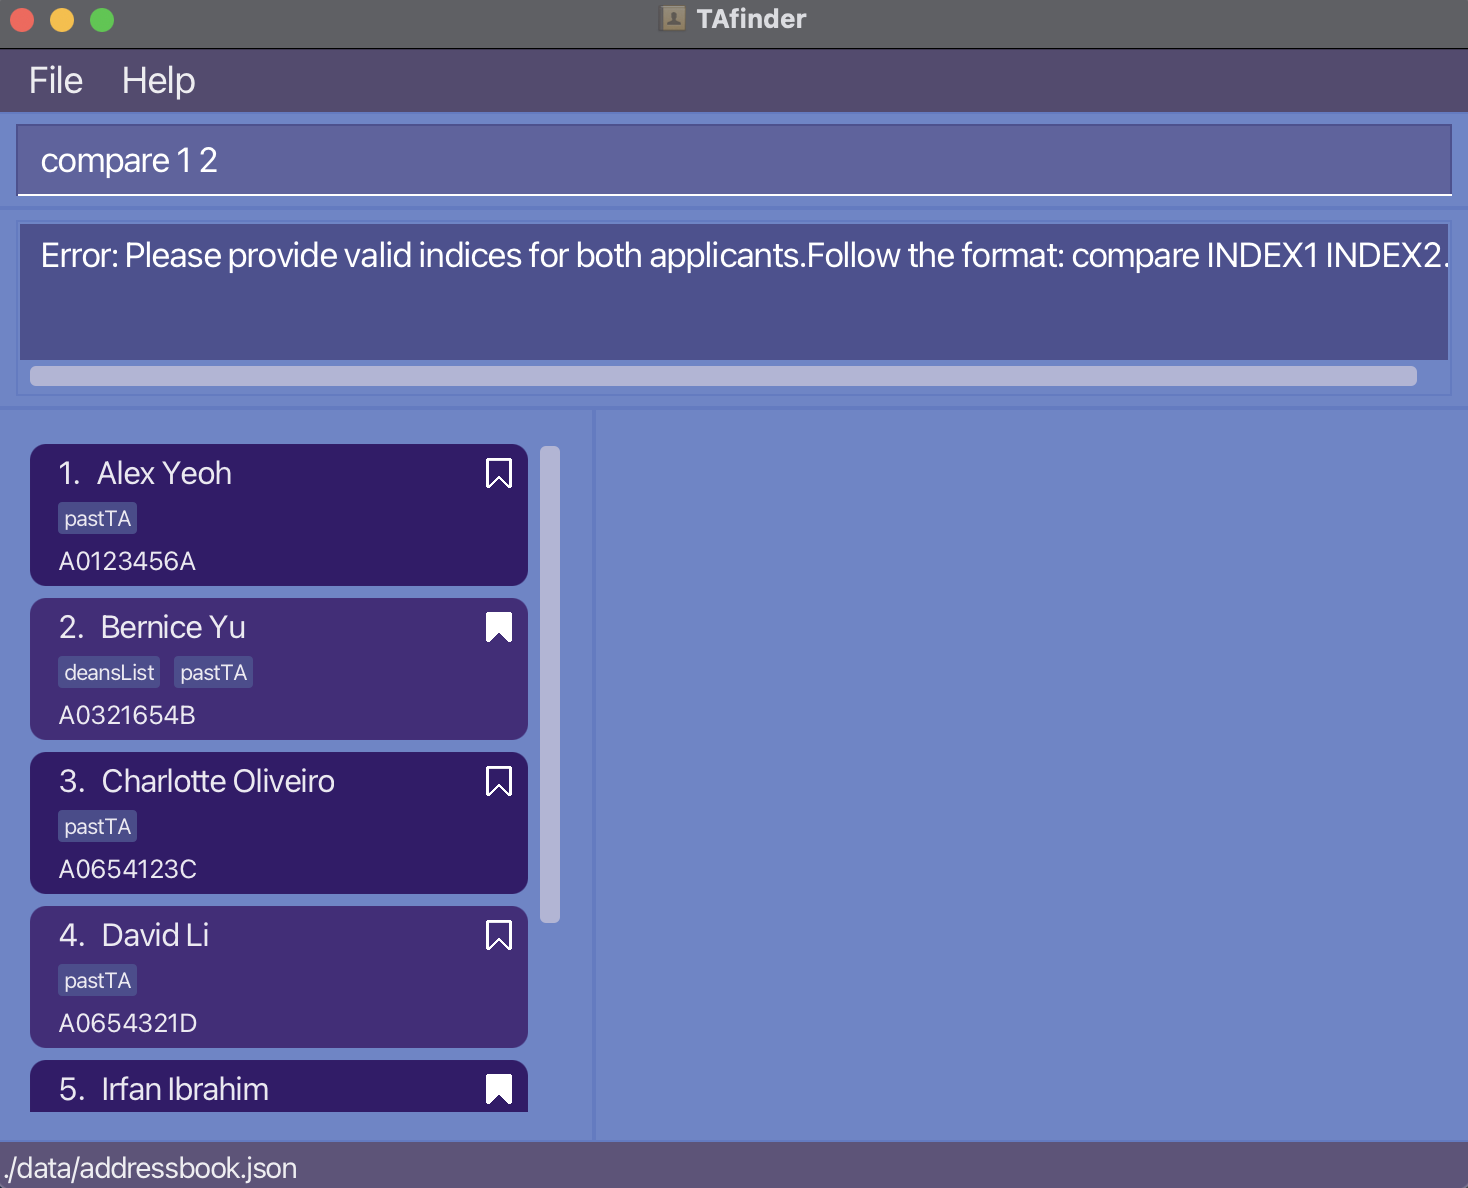 TAfinder
File Help
compare 1 2
Error: Please provide valid indices for both applicants.Follow the format: compare INDEX1 INDEX2.
1. Alex Yeoh
pastTA
A0123456A
2. Bernice Yu
deansList pastTA
A0321654B
3. Charlotte Oliveiro
pastTA
A0654123C
4. David Li
pastTA
A0654321D
5. Irfan Ibrahim
./data/addressbook.json